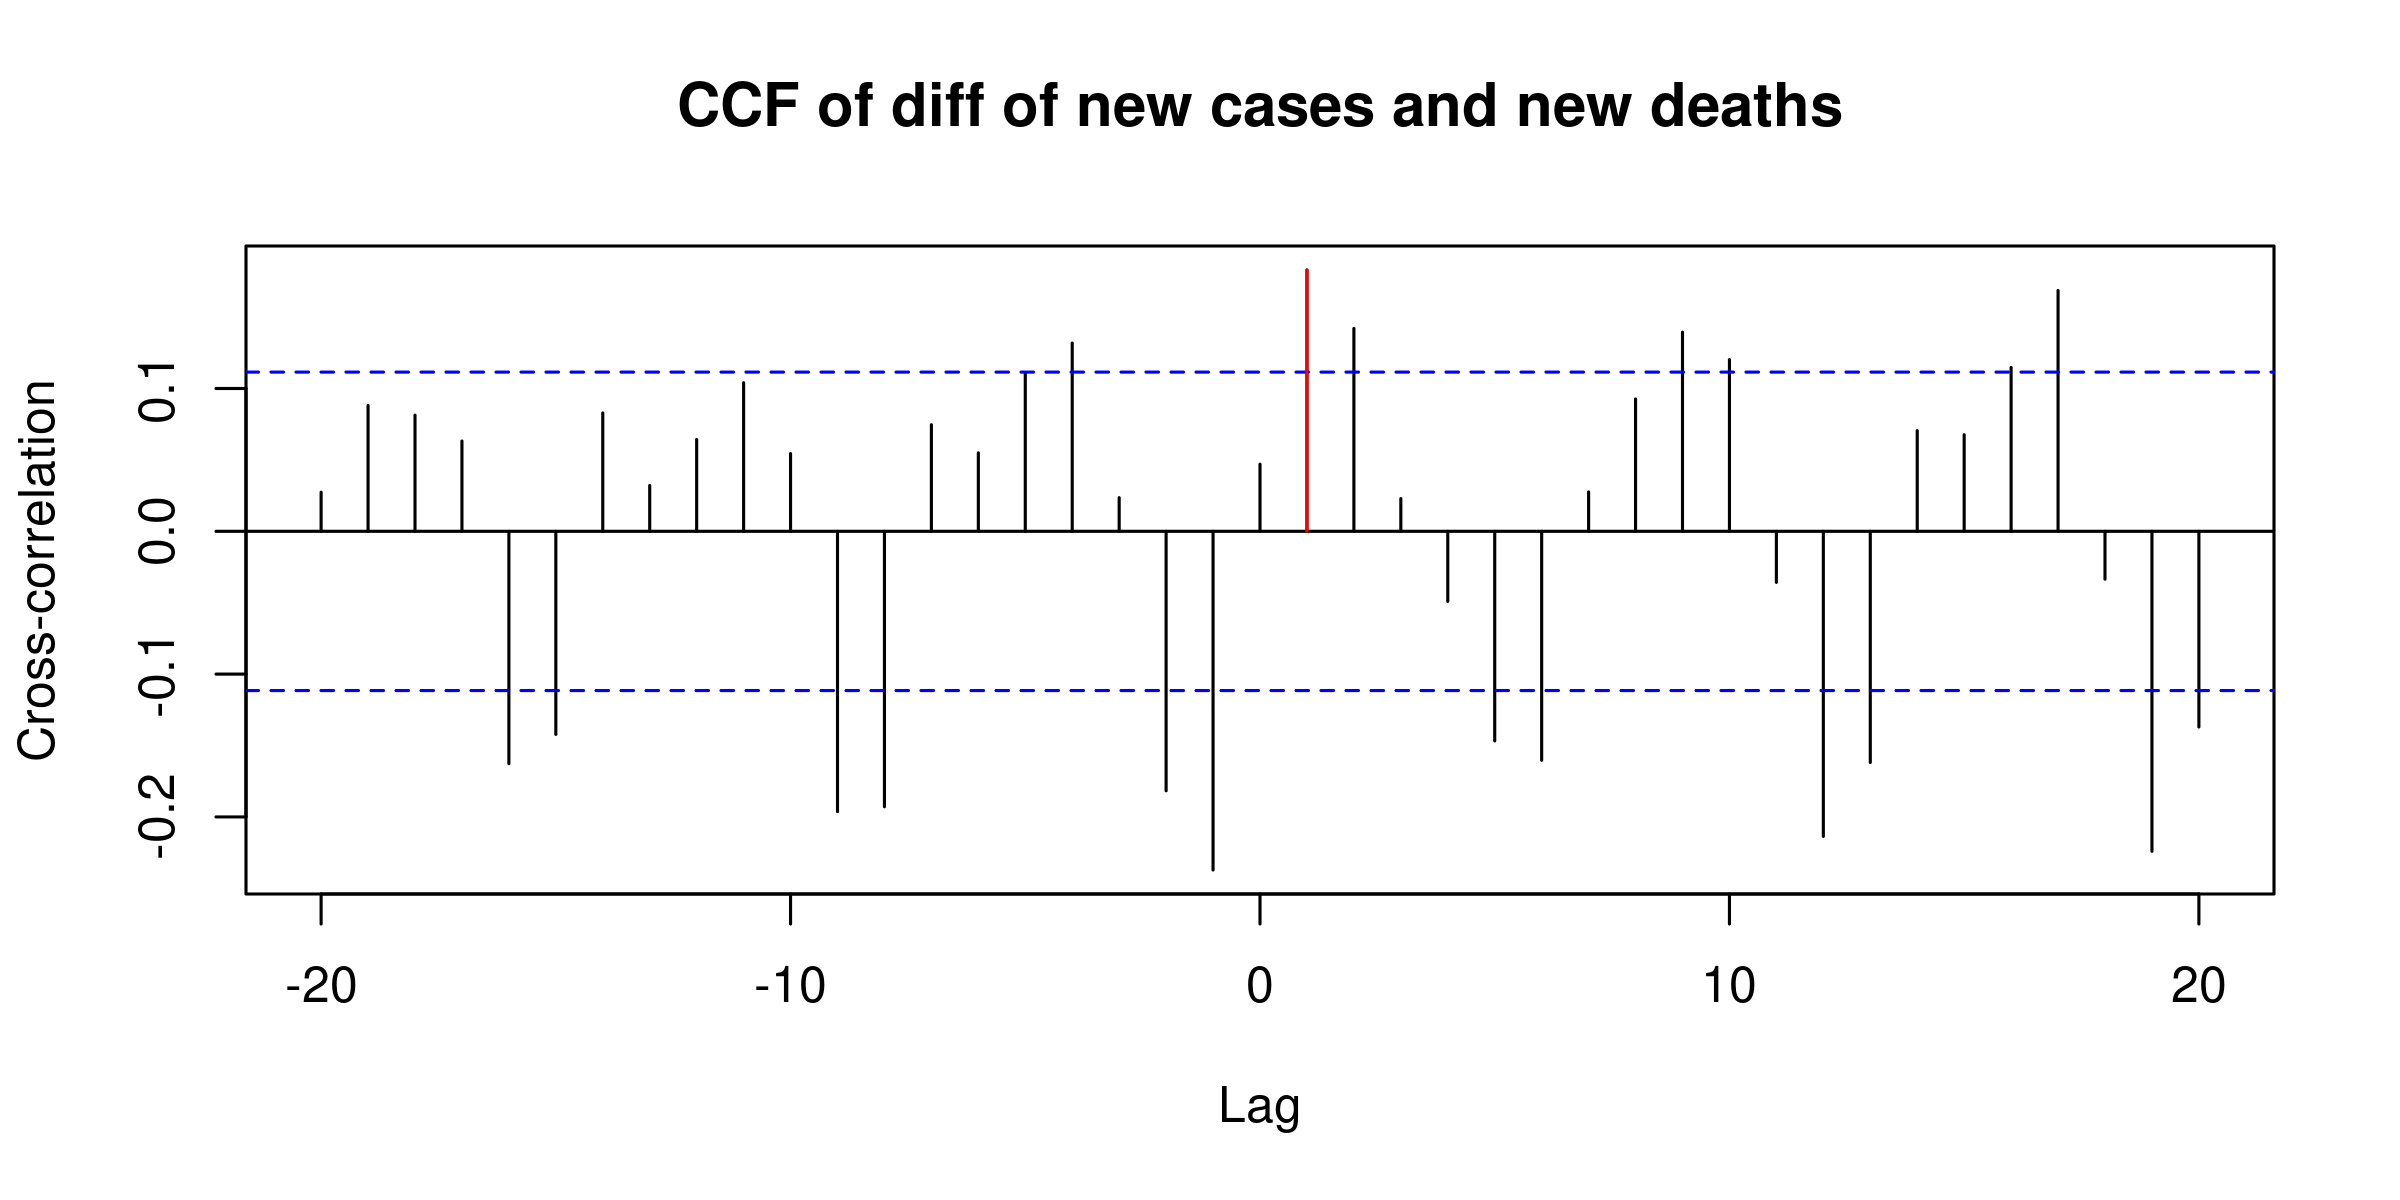 CCF of diff of new cases and new deaths
Cross-correlation
0.1
0.0
-0.1
-0.2
-20 -10 0 10 20
Lag